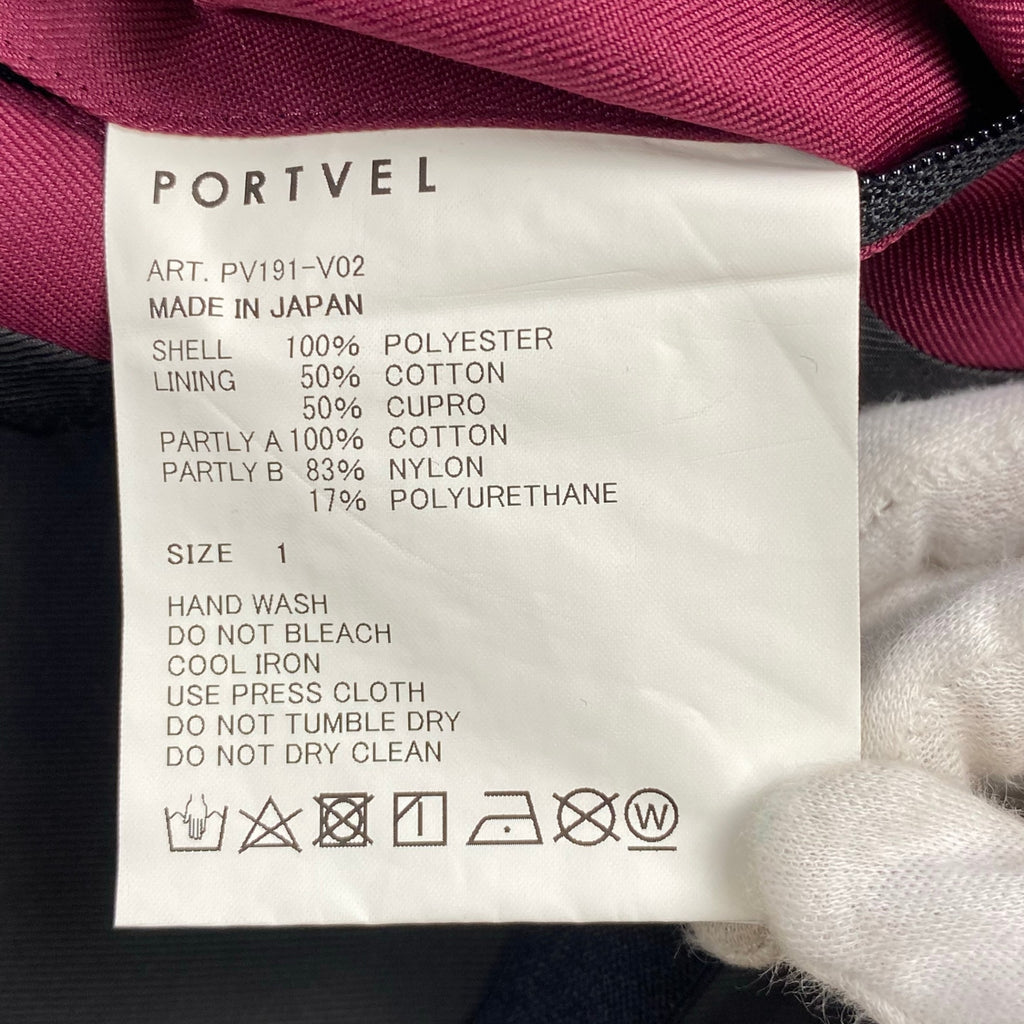 PORTVEL
ART. PV191-V02
MADE IN JAPAN
SHELL 100% POLYESTER
LINING 50% COTTON
50% CUPRO
PARTLY A 100% COTTON
PARTLY B 83% NYLON
17% POLYURETHANE
SIZE 1
HAND WASH
DO NOT BLEACH
COOL IRON
USE PRESS CLOTH
DO NOT TUMBLE DRY
DO NOT DRY CLEAN
W